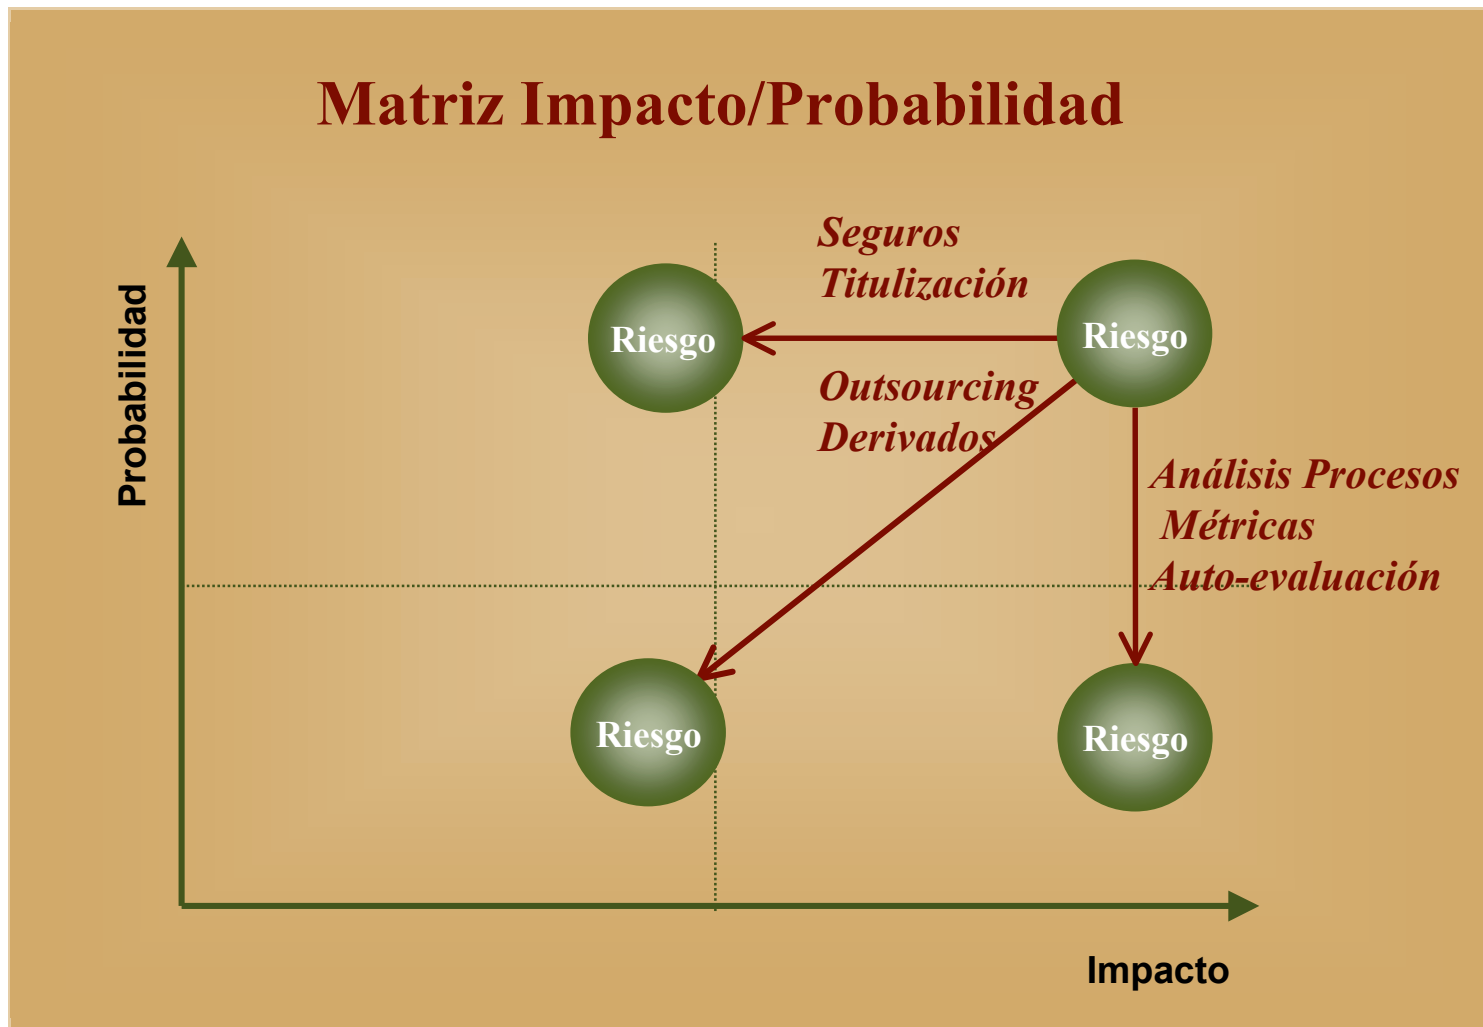 Matriz Impacto/Probabilidad
Seguros
Titulización
Riesgo
Riesgo
Outsourcing
Derivados
Probabilidad
Análisis Procesos
Métricas
Auto-evaluación
Riesgo
Riesgo
Impacto